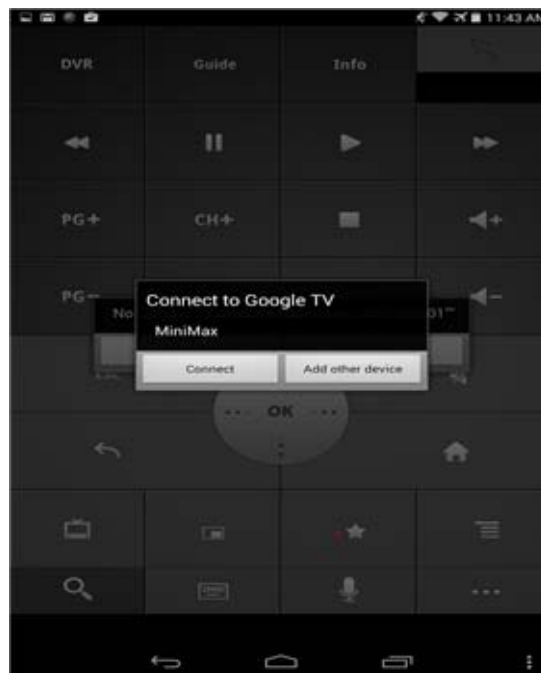 11:43 AM
DVR Guide Info
PG+ CH+ +
PG- -
No
Connect to Google TV
MiniMax
Connect Add other device
OK